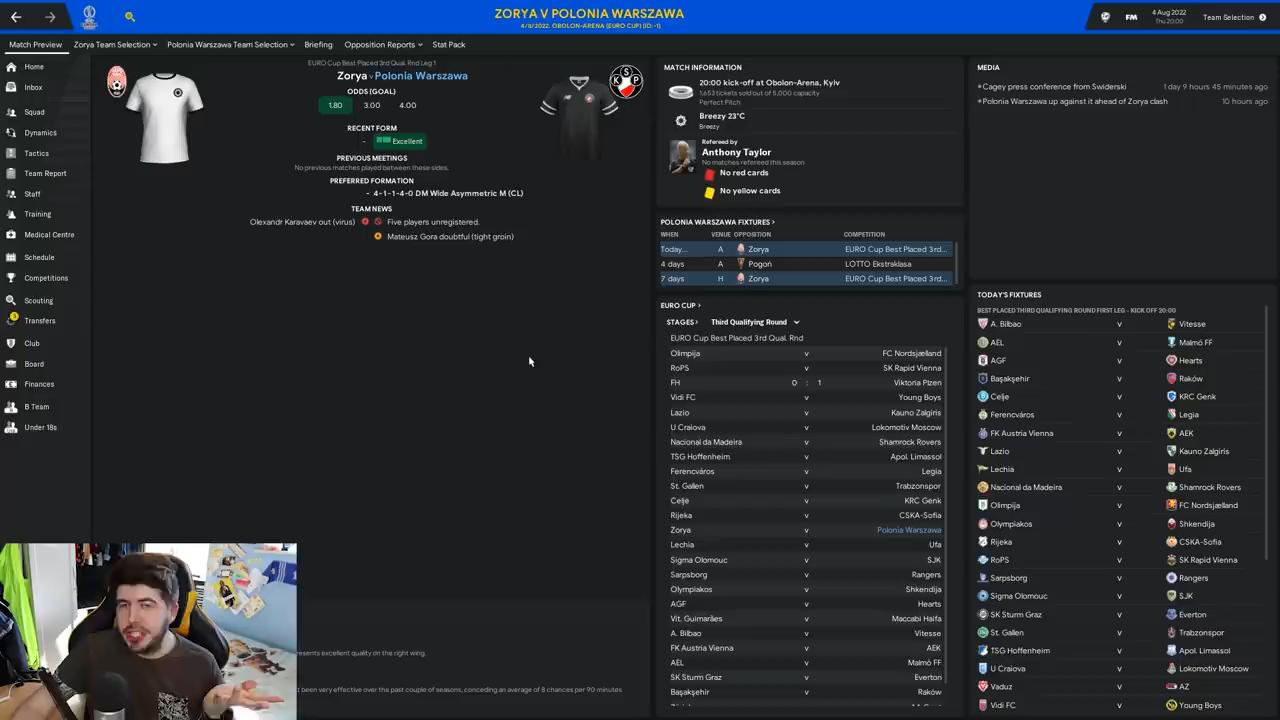 ZORYA V POLONIA WARSZAWA
4/8/2022. OBOLON-ARENA (EURO CUP) (ID:-1)
FM
4 Aug 2022
Thu 20:00
Team Selection
Match Preview
Zorya Team Selection
Polonia Warszawa Team Selection
Briefing
Opposition Reports
Stat Pack
Home
Inbox
Squad
Dynamics
Tactics
Team Report
Staff
Training
Medical Centre
Schedule
Competitions
Scouting
Transfers
Club
Board
Finances
B Team
Under 18s
EURO Cup Best Placed 3rd Qual. Rnd Leg 1
Zorya v Polonia Warszawa
ODDS (GOAL)
1.80 3.00 4.00
RECENT FORM
- Excellent
PREVIOUS MEETINGS
No previous matches played between these sides.
PREFERRED FORMATION
- 4-1-1-4-0 DM Wide Asymmetric M (CL)
TEAM NEWS
Olexandr Karavaev out (virus) Five players unregistered.
Mateusz Gora doubtful (tight groin)
KSP
resents excellent quality on the right wing.
t been very effective over the past couple of seasons, conceding an average of 8 chances per 90 minutes
MATCH INFORMATION
20:00 kick-off at Obolon-Arena, Kyiv
1,653 tickets sold out of 5,000 capacity
Perfect Pitch
Breezy 23°C
Breezy
Refereed by
Anthony Taylor
No matches refereed this season
No red cards
No yellow cards
POLONIA WARSZAWA FIXTURES >
WHEN VENUE OPPOSITION COMPETITION
Today... A Zorya EURO Cup Best Placed 3rd...
4 days A Pogoń LOTTO Ekstraklasa
7 days H Zorya EURO Cup Best Placed 3rd...
EURO CUP >
STAGES > Third Qualifying Round
EURO Cup Best Placed 3rd Qual. Rnd
Olimpija v FC Nordsjælland
RoPS v SK Rapid Vienna
FH 0 : 1 Viktoria Plzen
Vidi FC v Young Boys
Lazio v Kauno Zalgiris
U Craiova v Lokomotiv Moscow
Nacional da Madeira v Shamrock Rovers
TSG Hoffenheim v Apol. Limassol
Ferencváros v Legia
St. Gallen v Trabzonspor
Celje v KRC Genk
Rijeka v CSKA-Sofia
Zorya v Polonia Warszawa
Lechia v Ufa
Sigma Olomouc v SJK
Sarpsborg v Rangers
Olympiakos v Shkendija
AGF v Hearts
Vit. Guimarães v Maccabi Haifa
A. Bilbao v Vitesse
FK Austria Vienna v AEK
AEL v Malmö FF
SK Sturm Graz v Everton
Başakşehir v Raków
MEDIA
Cagey press conference from Swiderski 1 day 9 hours 45 minutes ago
Polonia Warszawa up against it ahead of Zorya clash 10 hours ago
TODAY'S FIXTURES
BEST PLACED THIRD QUALIFYING ROUND FIRST LEG - KICK OFF 20:00
A. Bilbao v Vitesse
AEL v Malmö FF
AGF v Hearts
Başakşehir v Raków
Celje v KRC Genk
Ferencváros v Legia
FK Austria Vienna v AEK
Lazio v Kauno Zalgiris
Lechia v Ufa
Nacional da Madeira v Shamrock Rovers
Olimpija v FC Nordsjælland
Olympiakos v Shkendija
Rijeka v CSKA-Sofia
RoPS v SK Rapid Vienna
Sarpsborg v Rangers
Sigma Olomouc v SJK
SK Sturm Graz v Everton
St. Gallen v Trabzonspor
TSG Hoffenheim v Apol. Limassol
U Craiova v Lokomotiv Moscow
Vaduz v AZ
Vidi FC v Young Boys